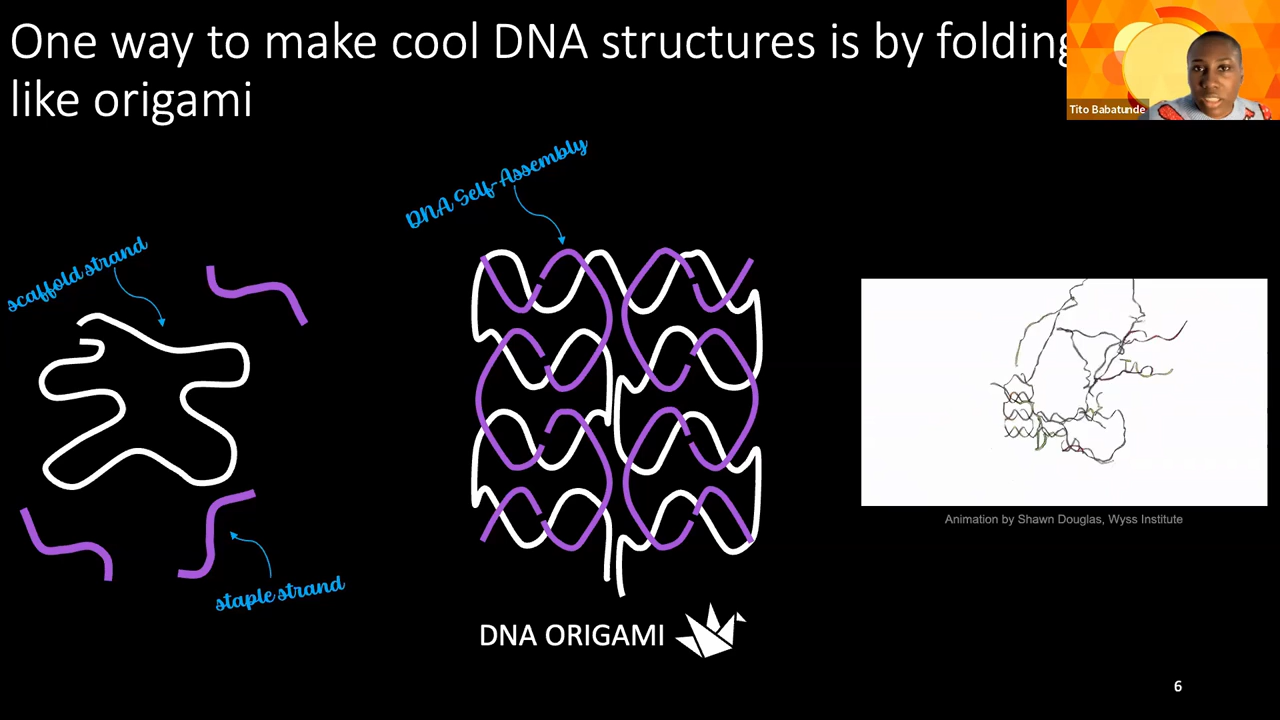 One way to make cool DNA structures is by folding
like origami
Tito Babatunde
DNA Self-Assembly
scaffold strand
staple strand
Animation by Shawn Douglas, Wyss Institute
DNA ORIGAMI
6